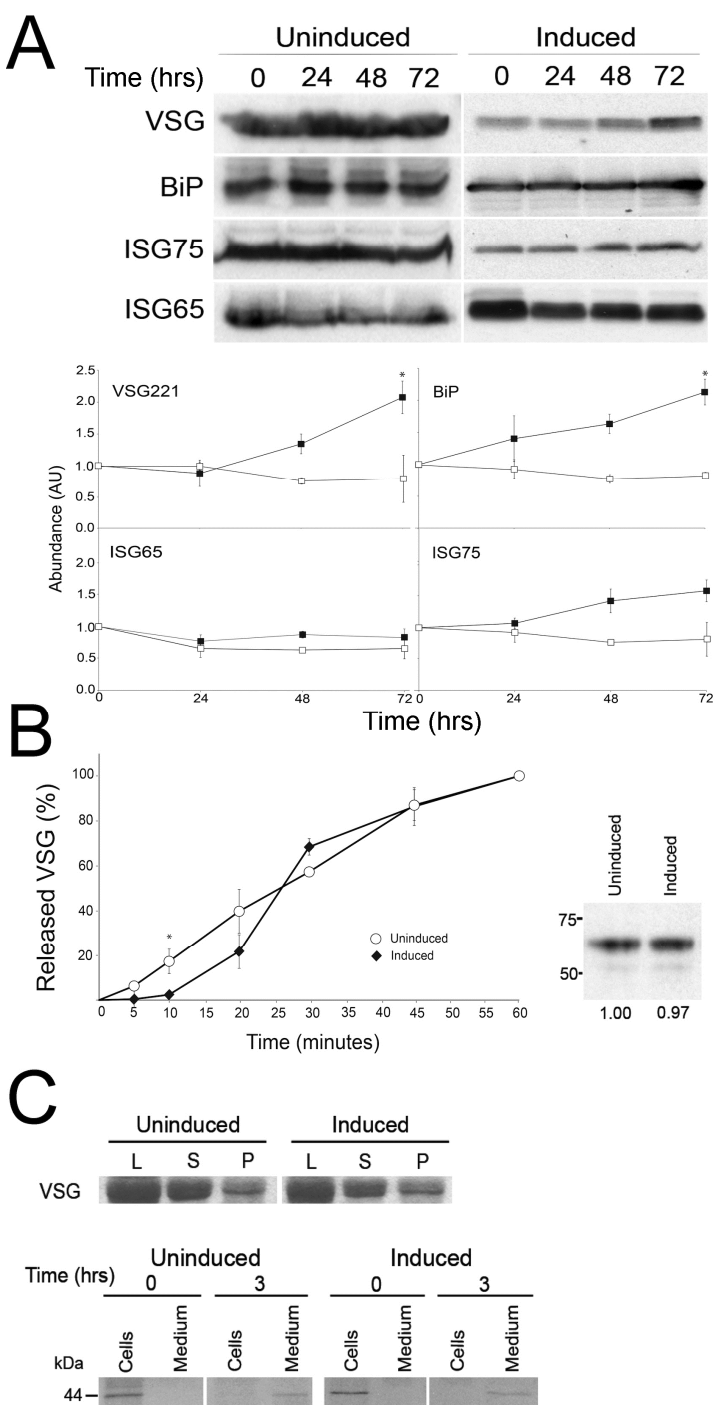 A
Uninduced Induced
Time (hrs) 0 24 48 72 0 24 48 72
VSG
BiP
ISG75
ISG65
2.5
2.0
1.5
1.0
0.5
0.0
VSG221 *
BiP *
Abundance (AU)
2.0
1.5
1.0
0.5
0.0
ISG65
ISG75
0 24 48 72 0 24 48 72
Time (hrs)
B
Released VSG (%)
100
80
60
40
20
*
Uninduced
Induced
0 5 10 15 20 25 30 35 40 45 50 55 60
Time (minutes)
Uninduced Induced
75-
50-
1.00 0.97
C
Uninduced Induced
L S P L S P
VSG
Uninduced Induced
Time (hrs) 0 3 0 3
Cells Medium Cells Medium Cells Medium Cells Medium
kDa
44